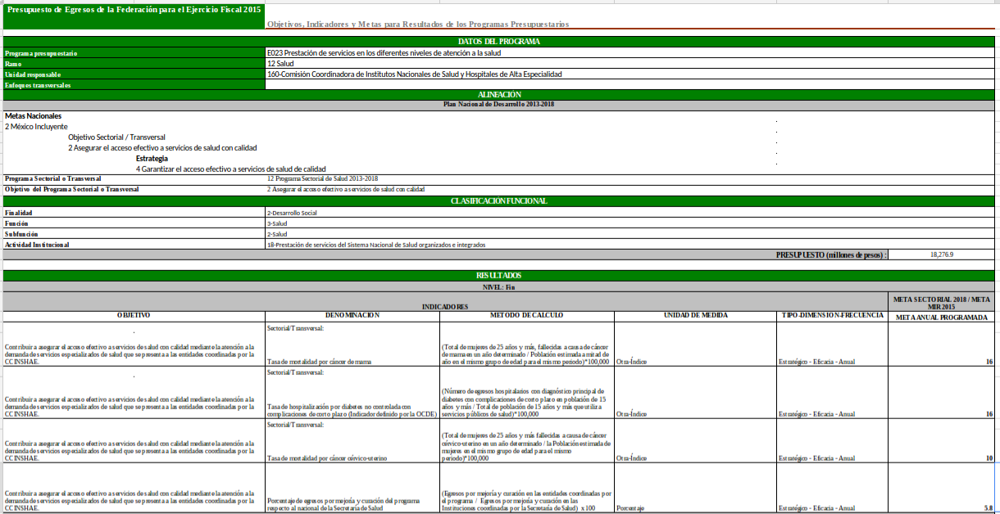 Presupuesto de Egresos de la Federación para el Ejercicio Fiscal 2015
Objetivos, Indicadores y Metas para Resultados de los Programas Presupuestarios
DATOS DEL PROGRAMA
Programa presupuestario E023 Prestación de servicios en los diferentes niveles de atención a la salud
Ramo 12 Salud
Unidad responsable 160-Comisión Coordinadora de Institutos Nacionales de Salud y Hospitales de Alta Especialidad
Enfoques transversales
ALINEACIÓN
Plan Nacional de Desarrollo 2013-2018
Metas Nacionales
2 México Incluyente
Objetivo Sectorial / Transversal
2 Asegurar el acceso efectivo a servicios de salud con calidad
Estrategia
4 Garantizar el acceso efectivo a servicios de salud de calidad
Programa Sectorial o Transversal 12 Programa Sectorial de Salud 2013-2018
Objetivo del Programa Sectorial o Transversal 2 Asegurar el acceso efectivo a servicios de salud con calidad
CLASIFICACIÓN FUNCIONAL
Finalidad 2-Desarrollo Social
Función 3-Salud
Subfunción 2-Salud
Actividad Institucional 18-Prestación de servicios del Sistema Nacional de Salud organizados e integrados
PRESUPUESTO (millones de pesos) : 18,276.9
RESULTADOS
NIVEL: Fin
INDICADORES
META SECTORIAL 2018 / META
MIR 2015
OBJETIVO DENOMINACIÓN METODO DE CALCULO UNIDAD DE MEDIDA TIPO-DIMENSIÓN-FRECUENCIA META ANUAL PROGRAMADA
Contribuir a asegurar el acceso efectivo a servicios de salud con calidad mediante la atención a la
demanda de servicios especializados de salud que se presenta a las entidades coordinadas por la
CCINSHAE.
Sectorial/Transversal:
Tasa de mortalidad por cáncer de mama
(Total de mujeres de 25 años y más, fallecidas a causa de cáncer
de mama en un año determinado / Población estimada a mitad de
año en el mismo grupo de edad para el mismo periodo)*100,000
Otra-Índice
Estratégico - Eficacia - Anual
16
Contribuir a asegurar el acceso efectivo a servicios de salud con calidad mediante la atención a la
demanda de servicios especializados de salud que se presenta a las entidades coordinadas por la
CCINSHAE.
Sectorial/Transversal:
Tasa de hospitalización por diabetes no controlada con
complicaciones de corto plazo (Indicador definido por la OCDE)
(Número de egresos hospitalarios con diagnóstico principal de
diabetes con complicaciones de corto plazo en población de 15
años y más / Total de población de 15 años y más que utiliza
servicios públicos de salud)*100,000
Otra-Índice
Estratégico - Eficacia - Anual
16
Contribuir a asegurar el acceso efectivo a servicios de salud con calidad mediante la atención a la
demanda de servicios especializados de salud que se presenta a las entidades coordinadas por la
CCINSHAE.
Sectorial/Transversal:
Tasa de mortalidad por cáncer cérvico-uterino
(Total de mujeres de 25 años y más fallecidas a causa de cáncer
cérvico-uterino en un año determinado / la Población estimada de
mujeres en el mismo grupo de edad para el mismo
periodo)*100,000
Otra-Índice
Estratégico - Eficacia - Anual
10
Contribuir a asegurar el acceso efectivo a servicios de salud con calidad mediante la atención a la
demanda de servicios especializados de salud que se presenta a las entidades coordinadas por la
CCINSHAE.
Porcentaje de egresos por mejoría y curación del programa
respecto al nacional de la Secretaría de Salud
(Egresos por mejoría y curación en las entidades coordinadas por
el programa / Egresos por mejoría y curación en las
Instituciones coordinadas por la Secretaría de Salud) x 100
Porcentaje
Estratégico - Eficacia - Anual
5.8